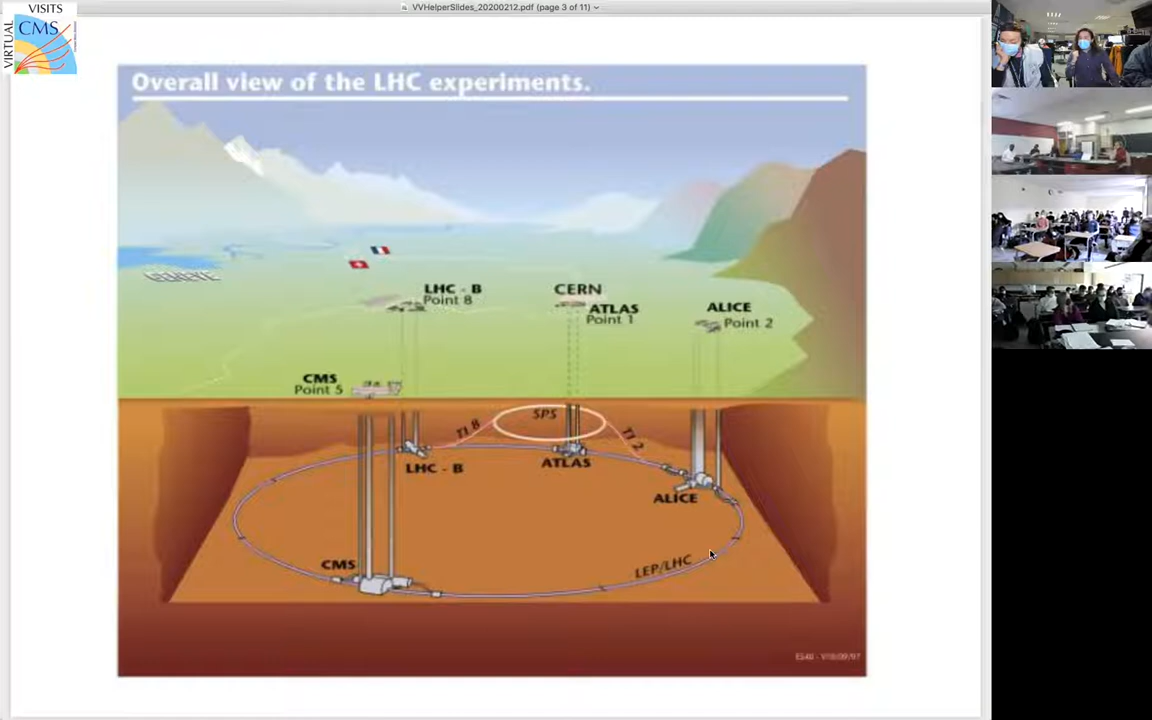 VVHelperSlides_20200212.pdf (page 3 of 11)
VISITS
VIRTUAL
CMS
Overall view of the LHC experiments.
GENEVE
LHC - B
Point 8
CERN
ATLAS
Point 1
ALICE
Point 2
CMS
Point 5
SPS
TI 8
TI 2
LHC - B
ATLAS
ALICE
CMS
LEP/LHC